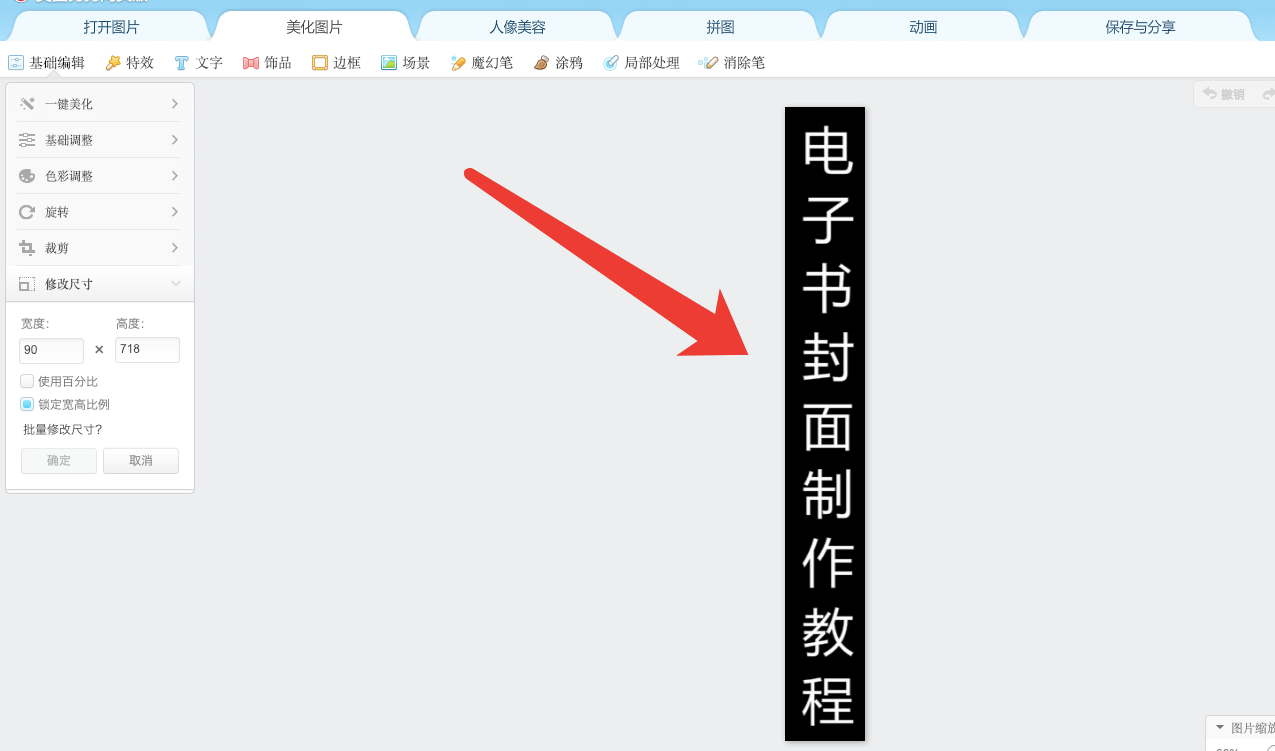 打开图片
美化图片
人像美容
拼图
动画
保存与分享
基础编辑
特效
文字
饰品
边框
场景
魔幻笔
涂鸦
局部处理
消除笔
一键美化
基础调整
色彩调整
旋转
裁剪
修改尺寸
宽度:
高度:
90
×
718
使用百分比
锁定宽高比例
批量修改尺寸?
确定
取消
撤销
电子书封面制作教程
图片缩放